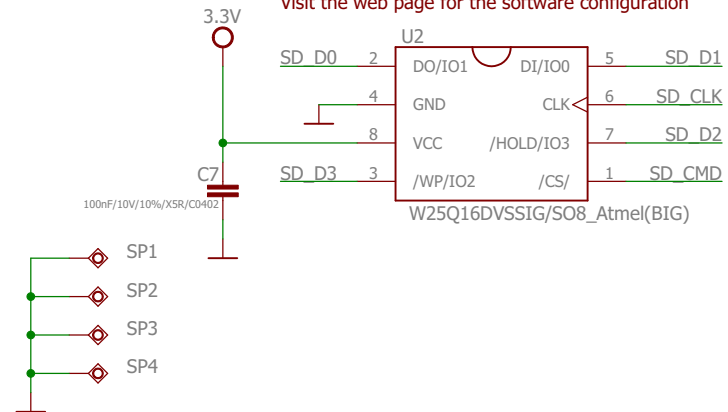 Visit the web page for the software configuration
3.3V
U2
SD_D0 2 DO/IO1 DI/IO0 5 SD_D1
4 GND CLK 6 SD_CLK
8 VCC /HOLD/IO3 7 SD_D2
SD_D3 3 /WP/IO2 /CS/ 1 SD_CMD
W25Q16DVSSIG/SO8_Atmel(BIG)
C7
100nF/10V/10%/X5R/C0402
SP1
SP2
SP3
SP4